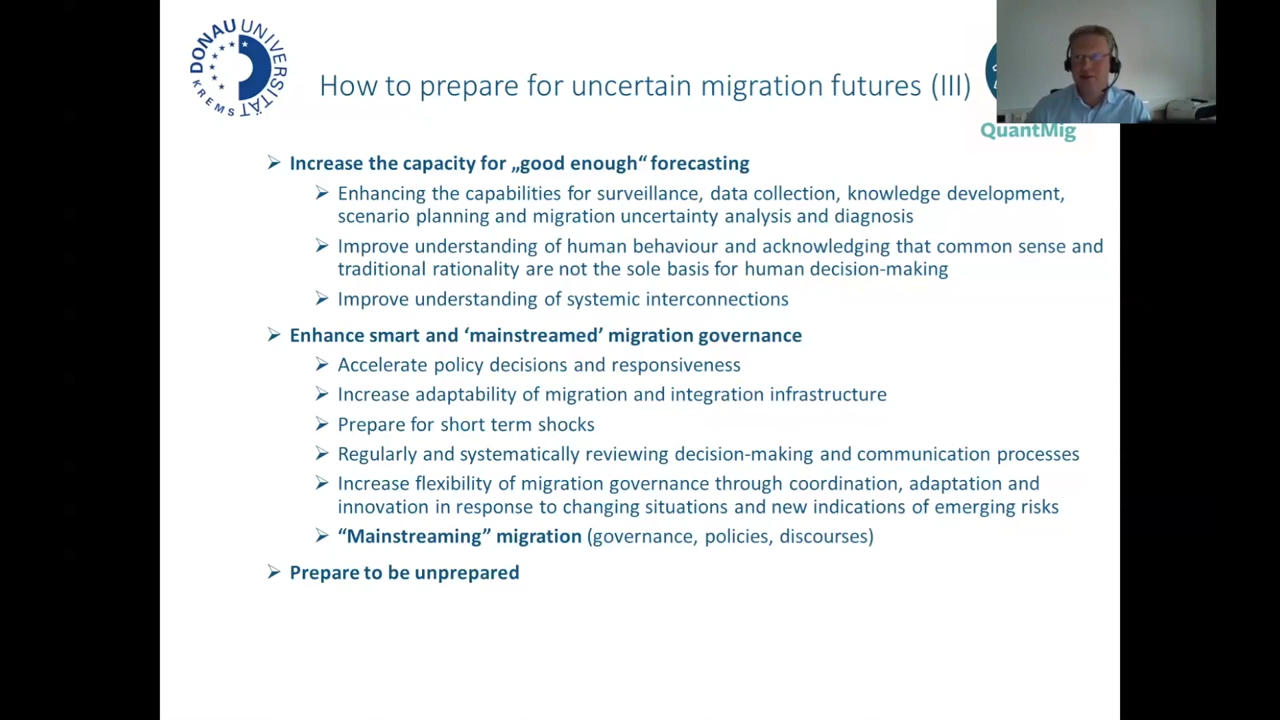 DONAU UNIVERSITÄT
KREMS
How to prepare for uncertain migration futures (III)
QuantMig
➢ Increase the capacity for „good enough“ forecasting
➢ Enhancing the capabilities for surveillance, data collection, knowledge development,
scenario planning and migration uncertainty analysis and diagnosis
➢ Improve understanding of human behaviour and acknowledging that common sense and
traditional rationality are not the sole basis for human decision-making
➢ Improve understanding of systemic interconnections
➢ Enhance smart and ‘mainstreamed’ migration governance
➢ Accelerate policy decisions and responsiveness
➢ Increase adaptability of migration and integration infrastructure
➢ Prepare for short term shocks
➢ Regularly and systematically reviewing decision-making and communication processes
➢ Increase flexibility of migration governance through coordination, adaptation and
innovation in response to changing situations and new indications of emerging risks
➢ “Mainstreaming” migration (governance, policies, discourses)
➢ Prepare to be unprepared